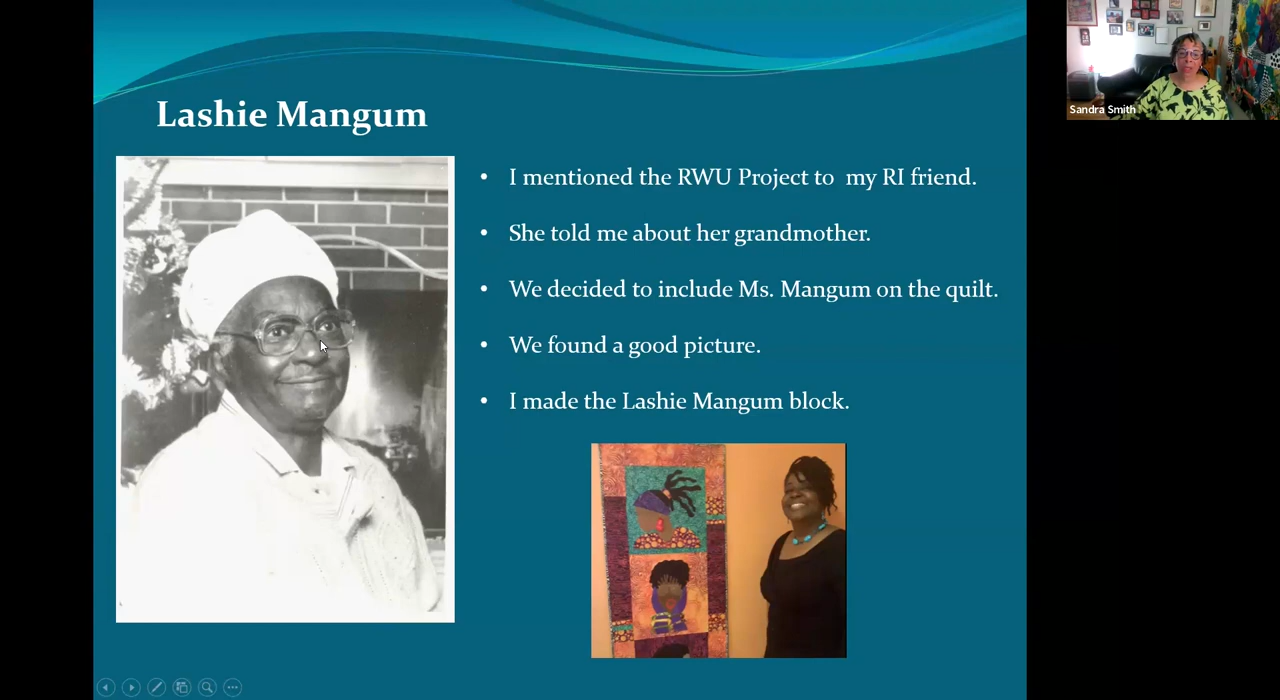 Lashie Mangum
I mentioned the RWU Project to my RI friend.
She told me about her grandmother.
We decided to include Ms. Mangum on the quilt.
We found a good picture.
I made the Lashie Mangum block.
Sandra Smith